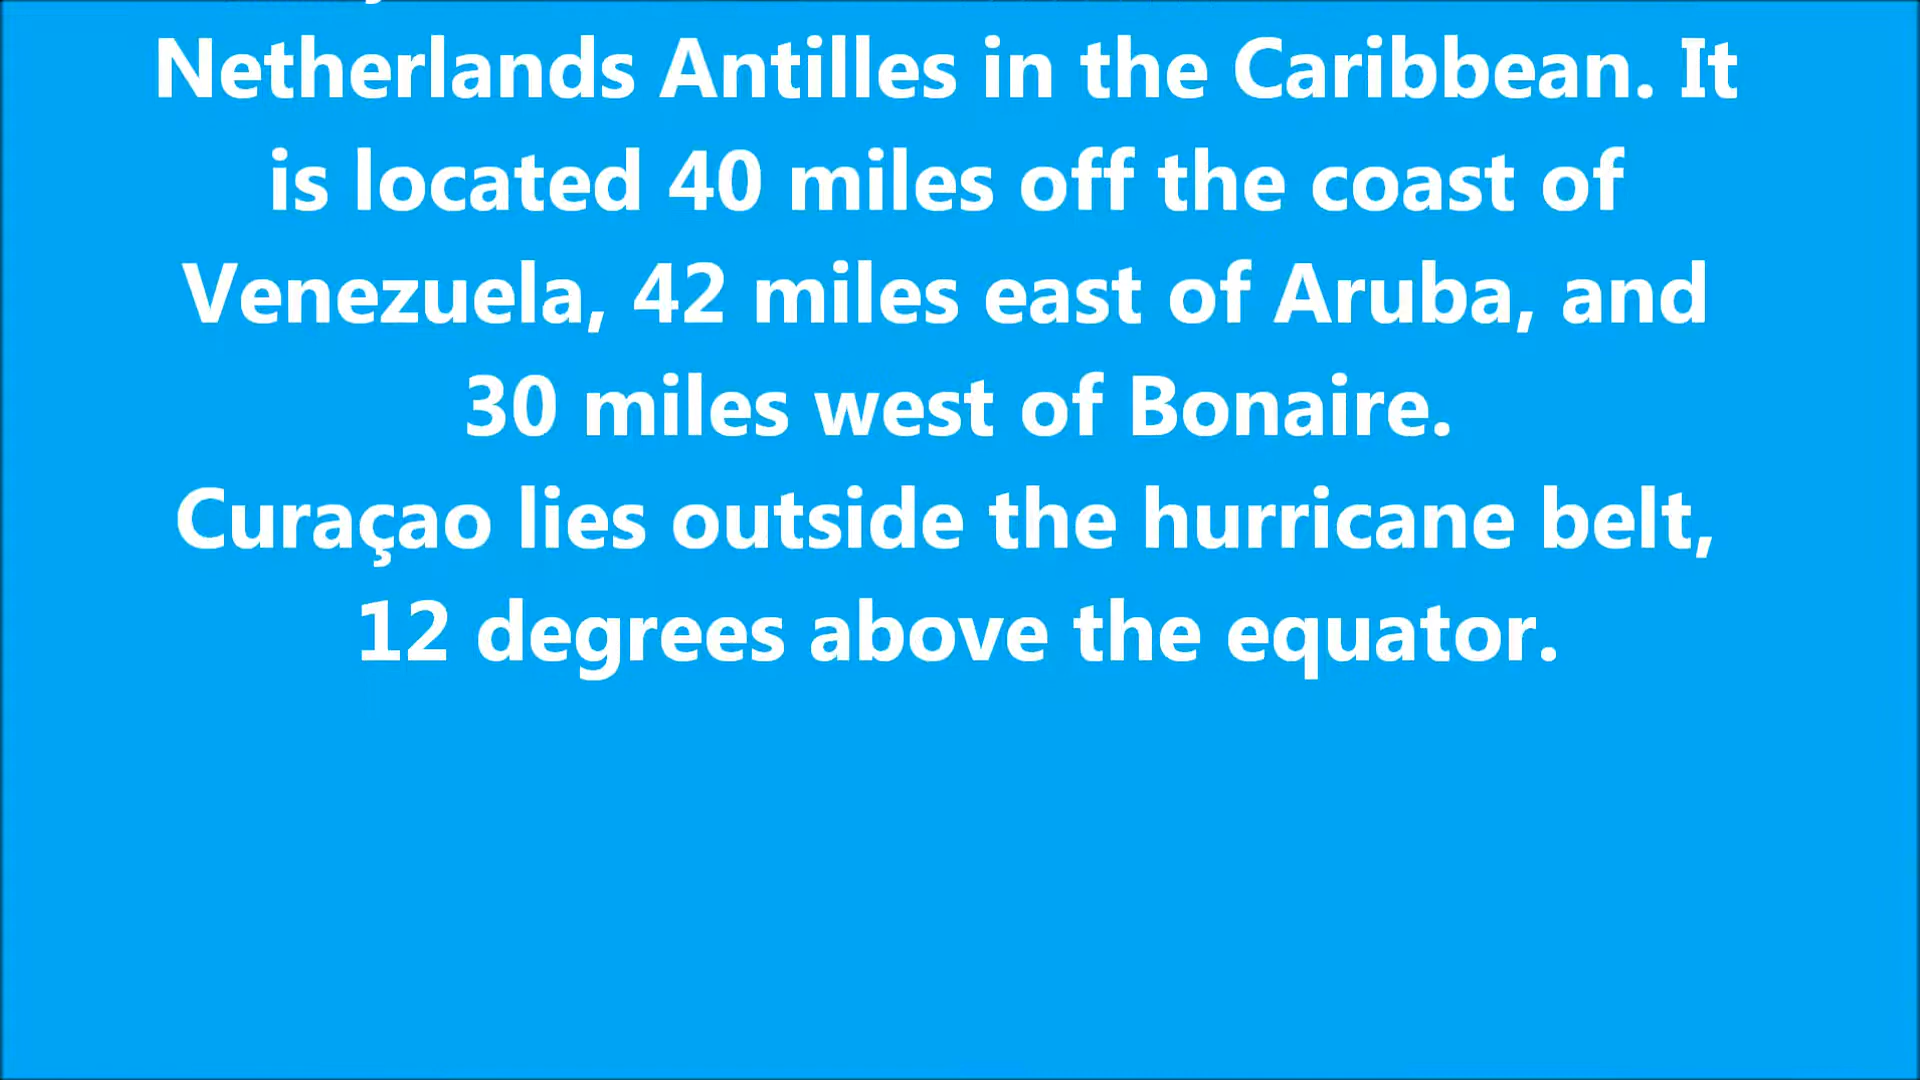 Netherlands Antilles in the Caribbean. It
is located 40 miles off the coast of
Venezuela, 42 miles east of Aruba, and
30 miles west of Bonaire.
Curaçao lies outside the hurricane belt,
12 degrees above the equator.